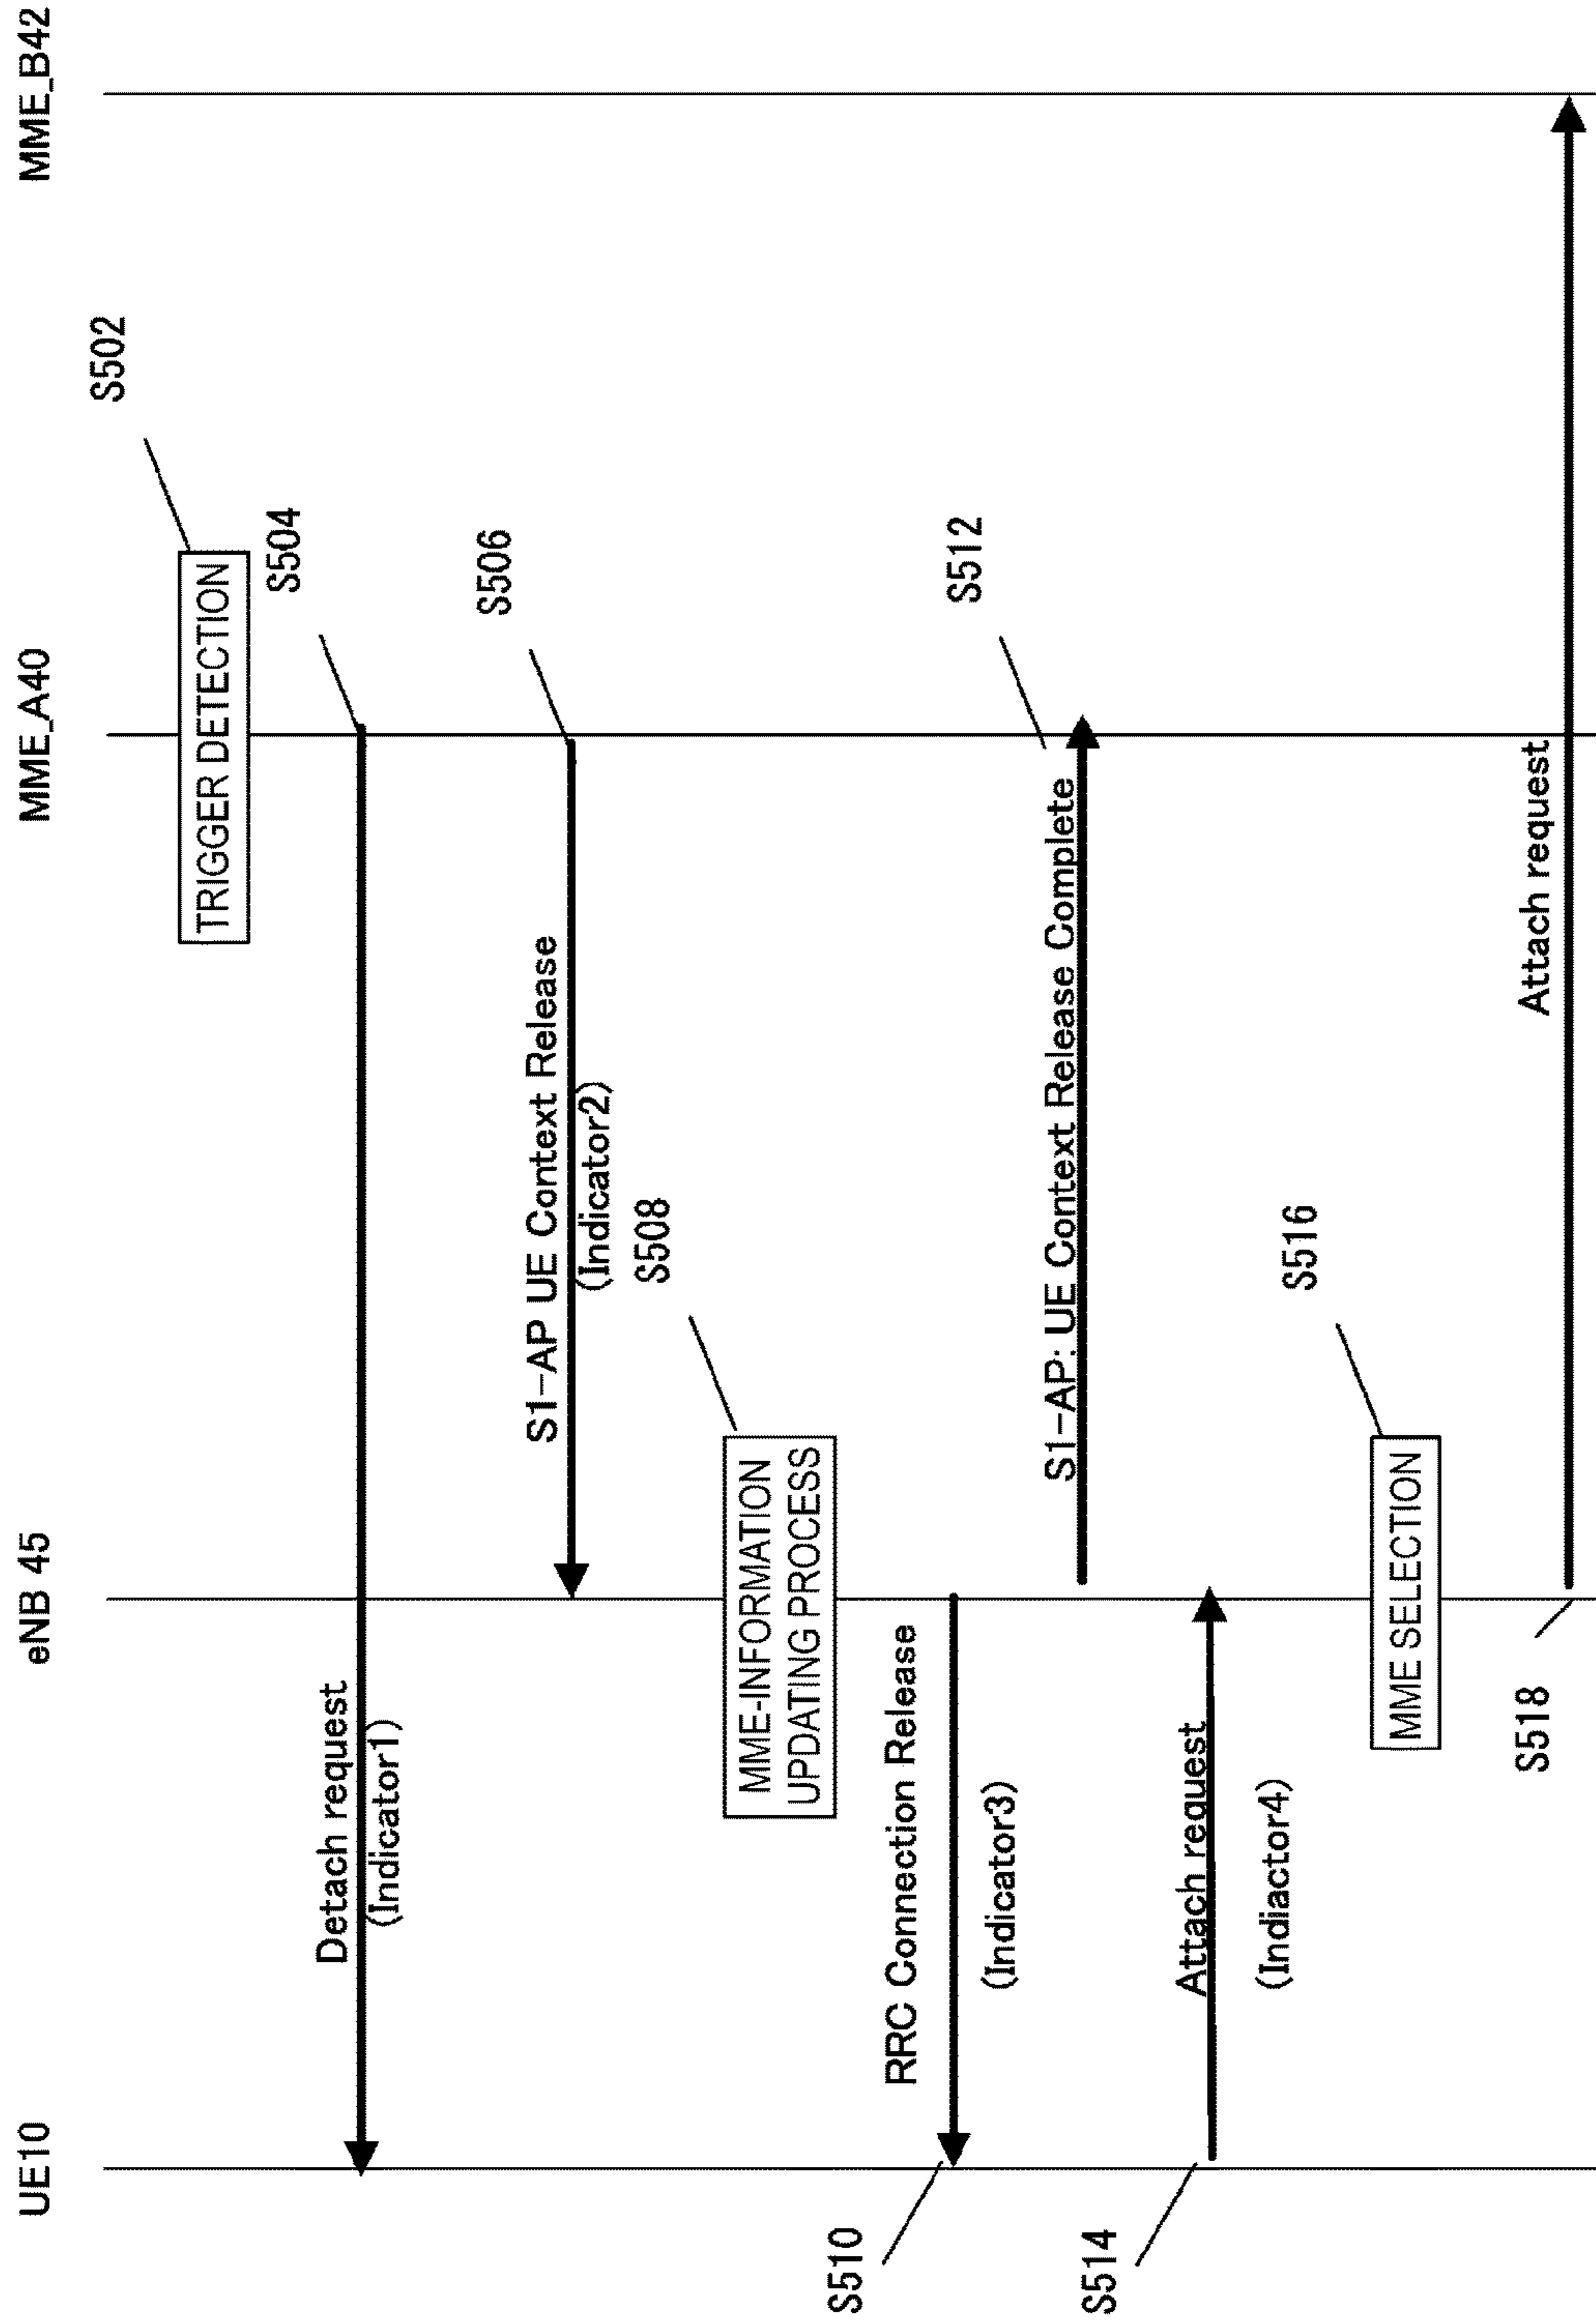 UE10
eNB 45
MME_A40
MME_B42
TRIGGER DETECTION
S502
Detach request
(Indicator1)
S504
S1-AP UE Context Release
(Indicator2)
S506
MME-INFORMATION
UPDATING PROCESS
S508
RRC Connection Release
(Indicator3)
S510
S1-AP: UE Context Release Complete
S512
Attach request
(Indiactor4)
S514
MME SELECTION
S516
Attach request
S518